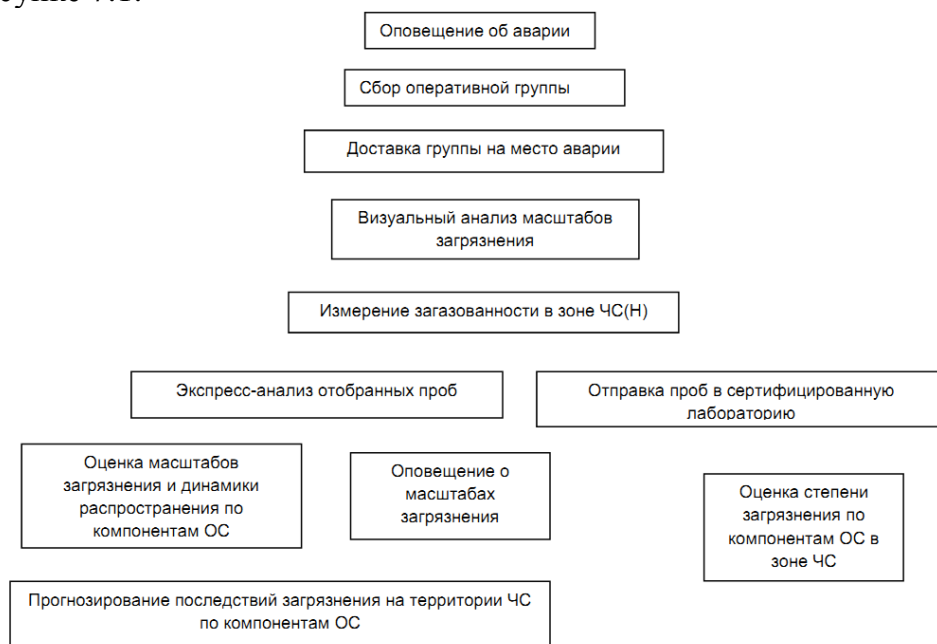 Оповещение об аварии
Сбор оперативной группы
Доставка группы на место аварии
Визуальный анализ масштабов
загрязнения
Измерение загазованности в зоне ЧС(Н)
Экспресс-анализ отобранных проб
Отправка проб в сертифицированную
лабораторию
Оценка масштабов
загрязнения и динамики
распространения по
компонентам ОС
Оповещение о
масштабах
загрязнения
Оценка степени
загрязнения по
компонентам ОС в
зоне ЧС
Прогнозирование последствий загрязнения на территории ЧС
по компонентам ОС